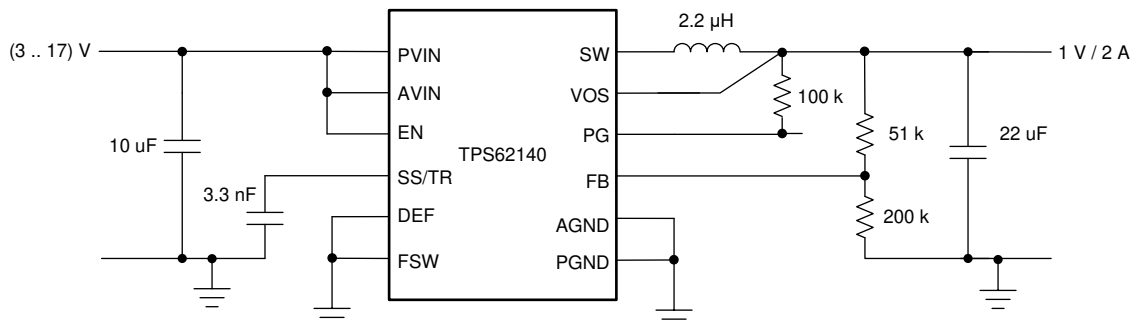 2.2 µH
(3 .. 17) V
PVIN
SW
1 V / 2 A
AVIN
VOS
100 k
10 uF
EN
PG
51 k
22 uF
TPS62140
3.3 nF
SS/TR
FB
DEF
AGND
200 k
FSW
PGND